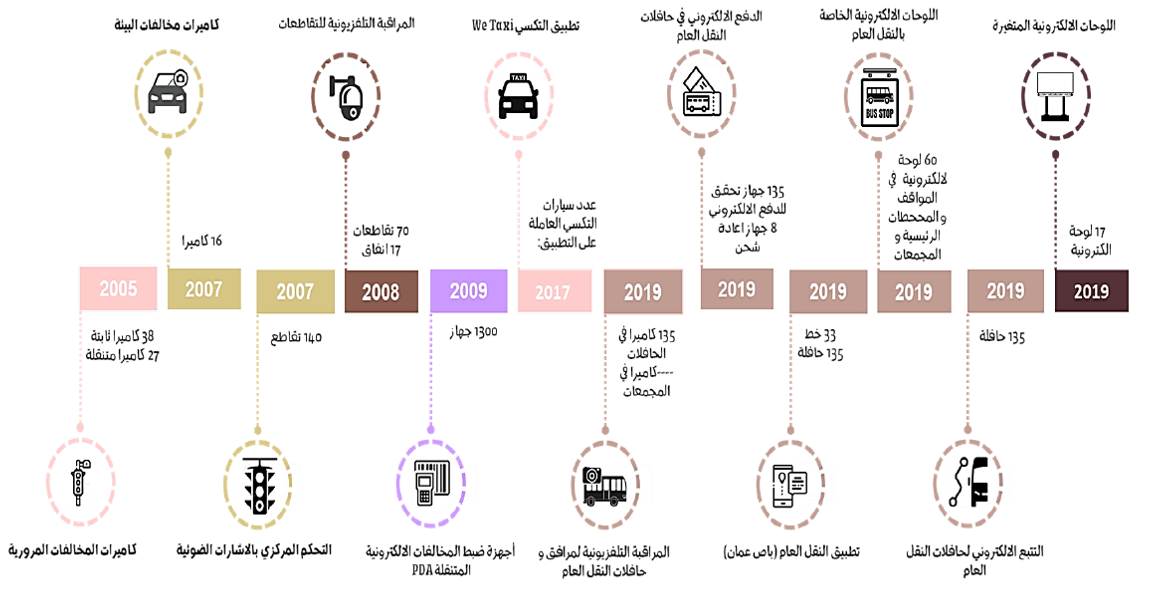 2005
38 كاميرا ثابتة
27 كاميرا متنقلة
كاميرات المخالفات المرورية
كاميرات مخالفات البيئة
16 كاميرا
2007
2007
140 تقاطع
التحكم المركزي بالاشارات الضوئية
المراقبة التلفزيونية للتقاطعات
70 تقاطعات
17 انفاق
2008
2009
1300 جهاز
أجهزة ضبط المخالفات الالكترونية
المتنقلة PDA
تطبيق التكسي We Taxi
TAXI
عدد سيارات
التكسي العاملة
على التطبيق:
2017
2019
135 كاميرا في
الحافلات
----كاميرا في
المجمعات
المراقبة التلفزيونية لمرافق و
حافلات النقل العام
الدفع الالكتروني في حافلات
النقل العام
135 جهاز تحقق
للدفع الالكتروني
8 جهاز اعادة
شحن
2019
2019
33 خط
135 حافلة
تطبيق النقل العام (باص عمان)
اللوحات الالكترونية الخاصة
بالنقل العام
BUS STOP
60 لوحة
لالكترونية في
المواقف
والمححطات
الرئيسية و
المجمعات
2019
2019
135 حافلة
التتبع الالكتروني لحافلات النقل
العام
اللوحات الالكترونية المتغيرة
17 لوحة
الكترونية
2019